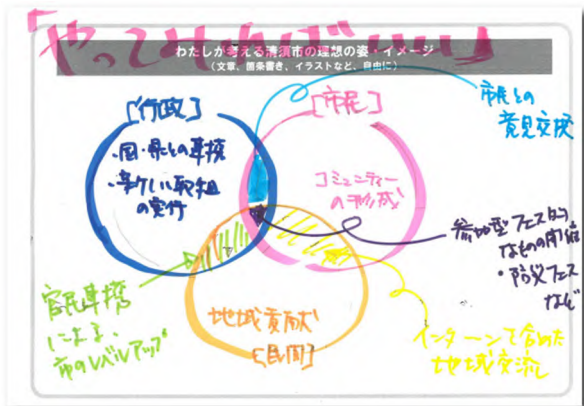 「やってみればいい」
わたしが考える清須市の理想の姿・イメージ
（文章、箇条書き、イラストなど、自由に）
[行政]
・国・県との連携
・新しい取組
の実行
[市民]
コミュニティー
の形成
市民との
意見交換
参加型フェスみたい
なもの開催
・防災フェス
など
官民連携
による、
市のレベルアップ
地域貢献
[民間]
インターンで含めた
地域交流